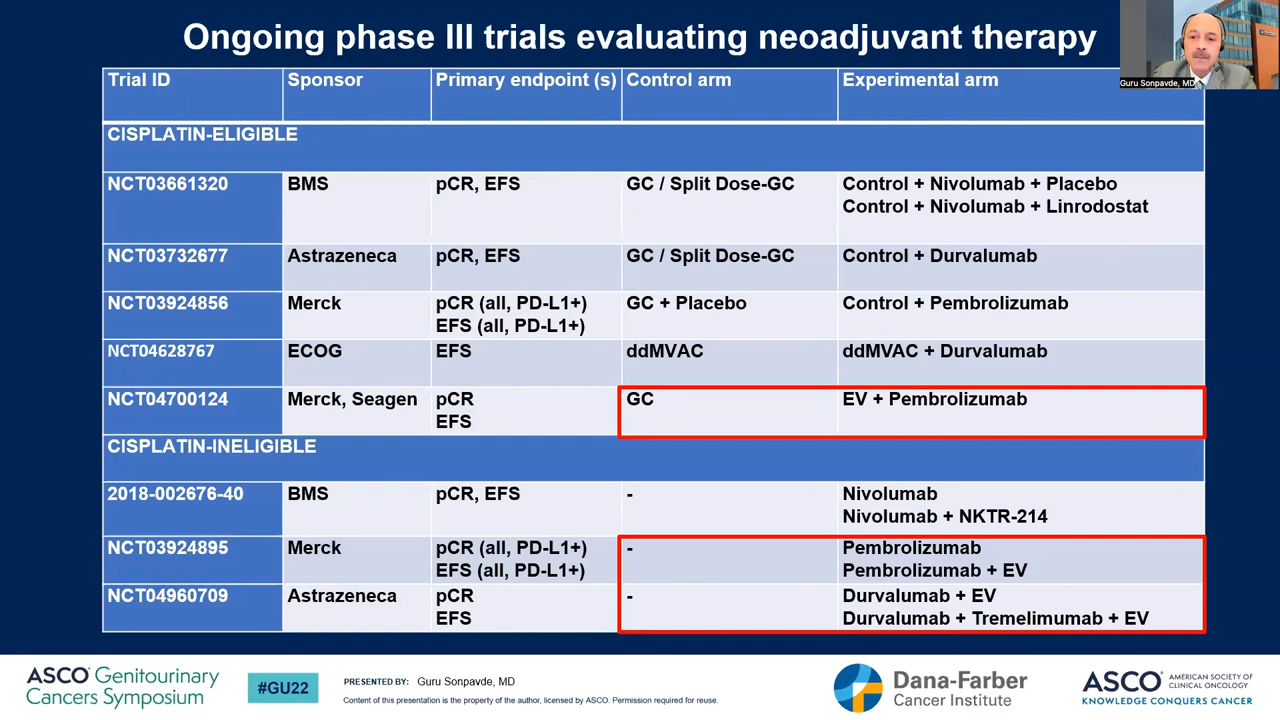 Ongoing phase III trials evaluating neoadjuvant therapy
Guru Sonpavde, MD
Trial ID Sponsor Primary endpoint (s) Control arm Experimental arm
CISPLATIN-ELIGIBLE
NCT03661320 BMS pCR, EFS GC / Split Dose-GC Control + Nivolumab + Placebo
Control + Nivolumab + Linrodostat
NCT03732677 Astrazeneca pCR, EFS GC / Split Dose-GC Control + Durvalumab
NCT03924856 Merck pCR (all, PD-L1+) GC + Placebo Control + Pembrolizumab
EFS (all, PD-L1+)
NCT04628767 ECOG EFS ddMVAC ddMVAC + Durvalumab
NCT04700124 Merck, Seagen pCR GC EV + Pembrolizumab
EFS
CISPLATIN-INELIGIBLE
2018-002676-40 BMS pCR, EFS - Nivolumab
Nivolumab + NKTR-214
NCT03924895 Merck pCR (all, PD-L1+) - Pembrolizumab
EFS (all, PD-L1+) Pembrolizumab + EV
NCT04960709 Astrazeneca pCR - Durvalumab + EV
EFS Durvalumab + Tremelimumab + EV
ASCO Genitourinary
Cancers Symposium
#GU22
PRESENTED BY: Guru Sonpavde, MD
Content of this presentation is the property of the author, licensed by ASCO. Permission required for reuse.
Dana-Farber
Cancer Institute
ASCO AMERICAN SOCIETY OF
CLINICAL ONCOLOGY
KNOWLEDGE CONQUERS CANCER